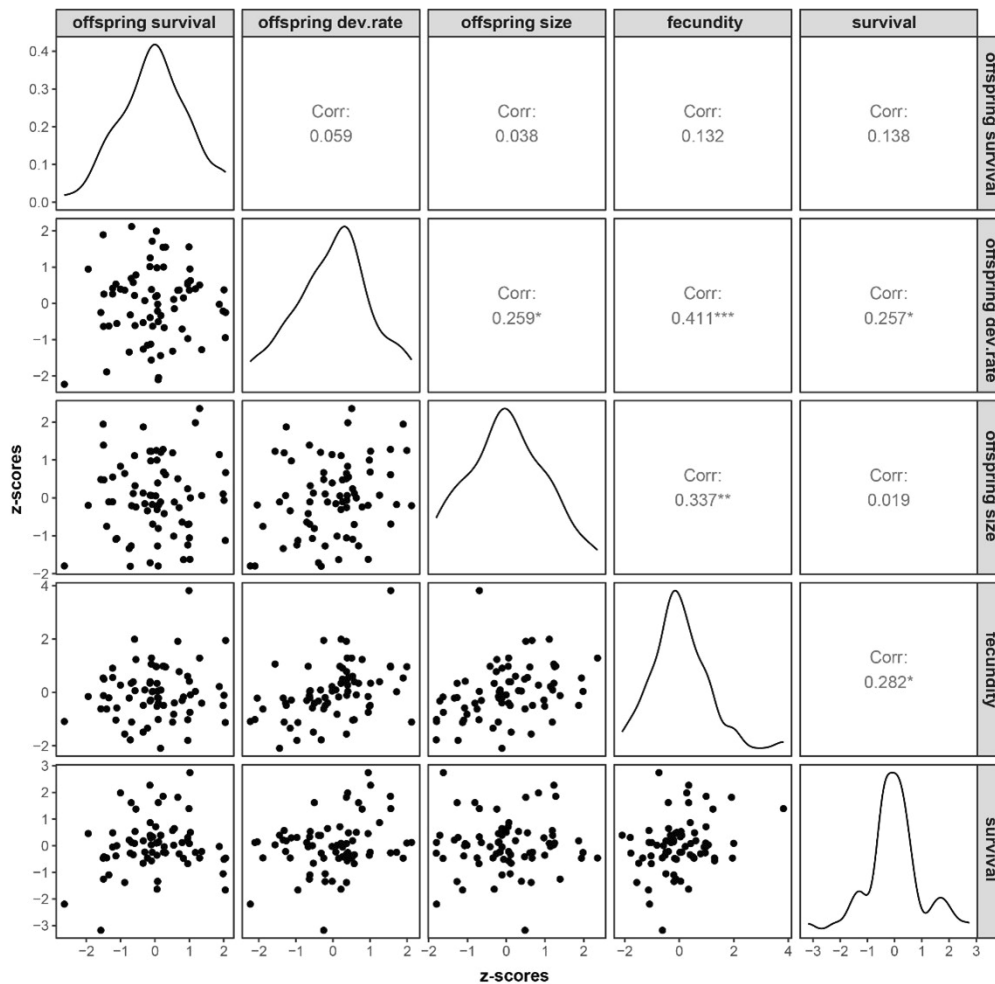 offspring survival offspring dev.rate offspring size fecundity survival
0.4
0.3
0.2
0.1
0.0
Corr:
0.059
Corr:
0.038
Corr:
0.132
Corr:
0.138
offspring survival
2
1
0
−1
−2
Corr:
0.259*
Corr:
0.411***
Corr:
0.257*
offspring dev.rate
z-scores
2
1
0
−1
−2
Corr:
0.337**
Corr:
0.019
offspring size
4
2
0
−2
Corr:
0.282*
fecundity
3
2
1
0
−1
−2
−3
survival
−2 −1 0 1 2
−2 −1 0 1 2
−1 0 1 2
−2 0 2 4
−3 −2 −1 0 1 2 3
z-scores